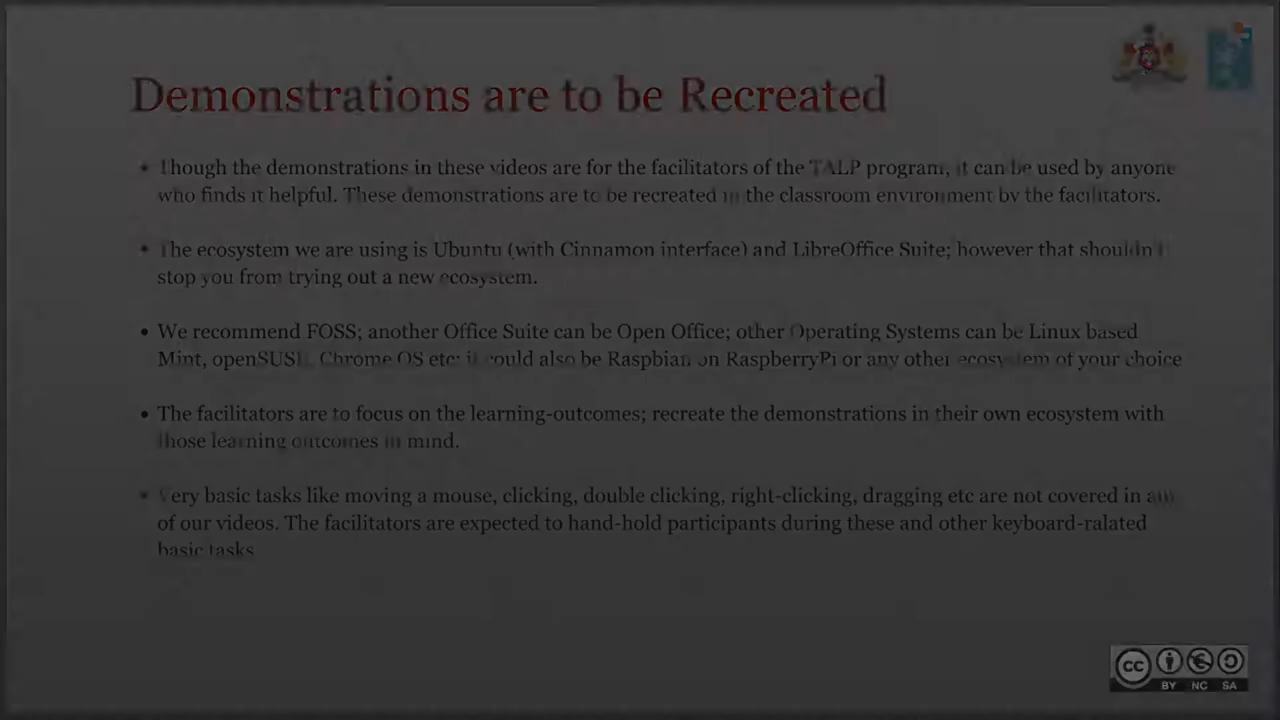 Demonstrations are to be Recreated
• Though the demonstrations in these videos are for the facilitators of the TALP program, it can be used by anyone
who finds it helpful. These demonstrations are to be recreated in the classroom environment by the facilitators.
• The ecosystem we are using is Ubuntu (with Cinnamon interface) and LibreOffice Suite; however that shouldn't
stop you from trying out a new ecosystem.
• We recommend FOSS; another Office Suite can be Open Office; other Operating Systems can be Linux based
Mint, openSUSE, Chrome OS etc; it could also be Raspbian on RaspberryPi or any other ecosystem of your choice
• The facilitators are to focus on the learning-outcomes; recreate the demonstrations in their own ecosystem with
those learning outcomes in mind.
• Very basic tasks like moving a mouse, clicking, double clicking, right-clicking, dragging etc are not covered in any
of our videos. The facilitators are expected to hand-hold participants during these and other keyboard-ralated
basic tasks
cc
BY NC SA